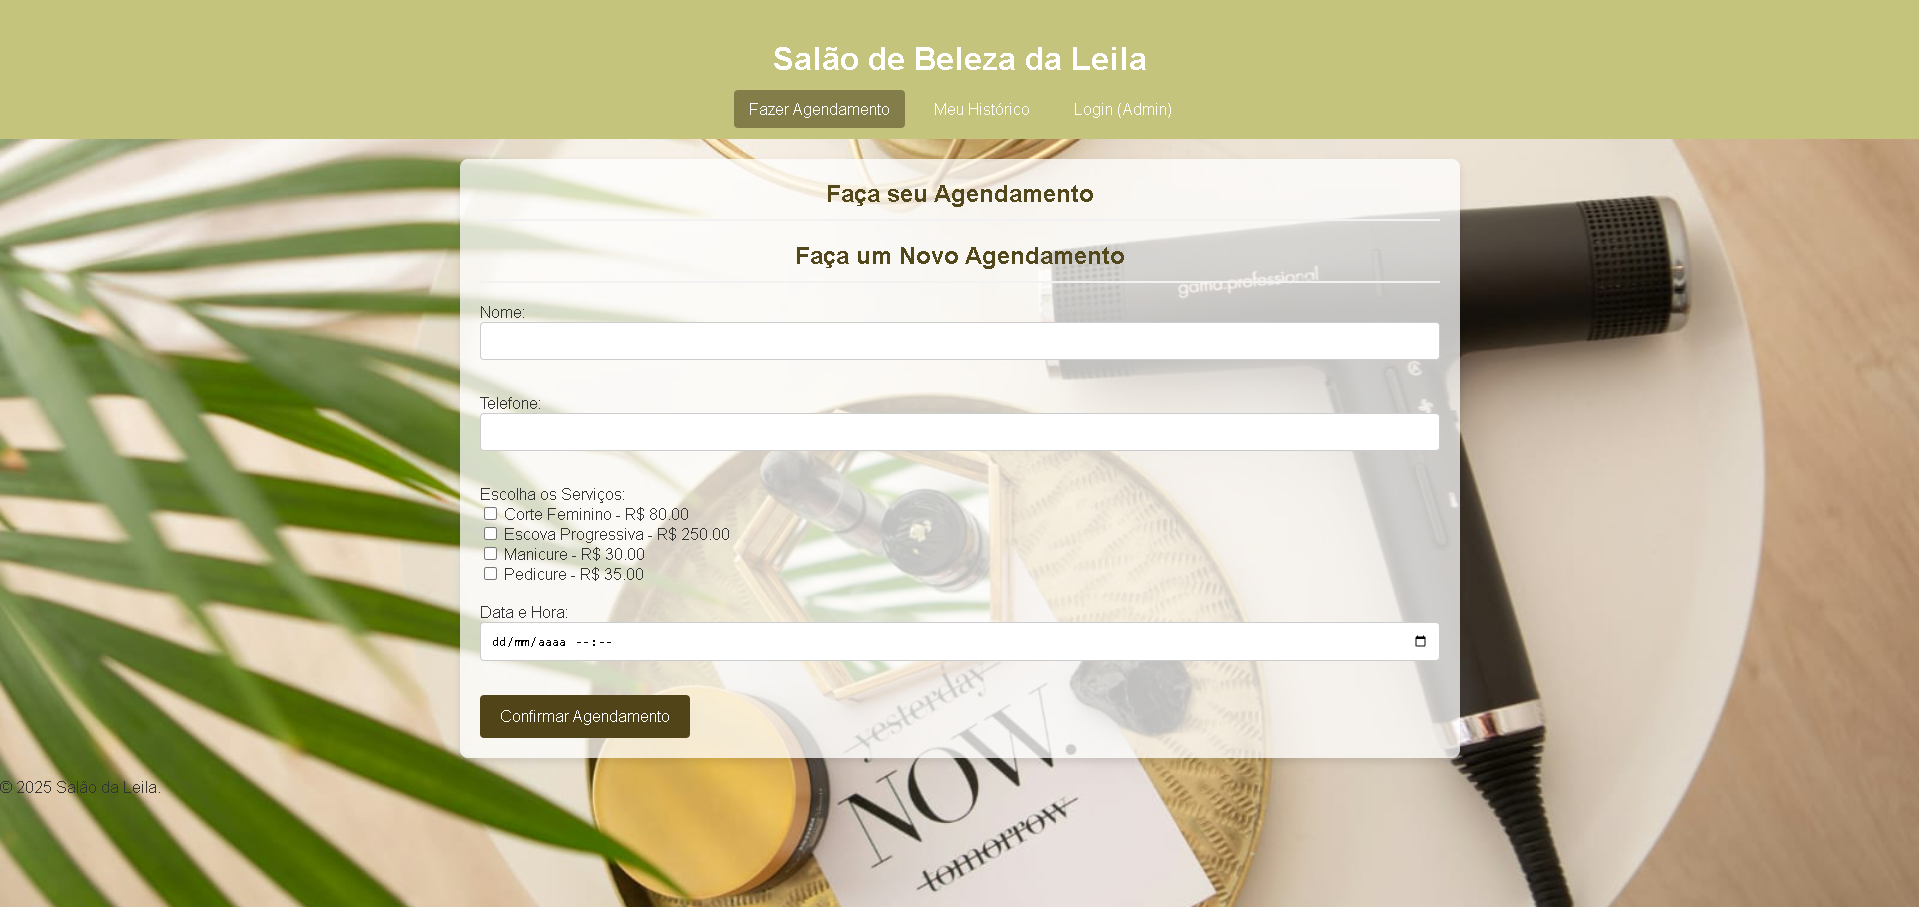 Salão de Beleza da Leila
Fazer Agendamento Meu Histórico Login (Admin)
Faça seu Agendamento
Faça um Novo Agendamento
gama.professional
Nome:
Telefone:
Escolha os Serviços:
Corte Feminino - R$ 80.00
Escova Progressiva - R$ 250.00
Manicure - R$ 30.00
Pedicure - R$ 35.00
Data e Hora:
dd/mm/aaaa --:--
Confirmar Agendamento
yesterday
NOW.
tomorrow
© 2025 Salão da Leila.